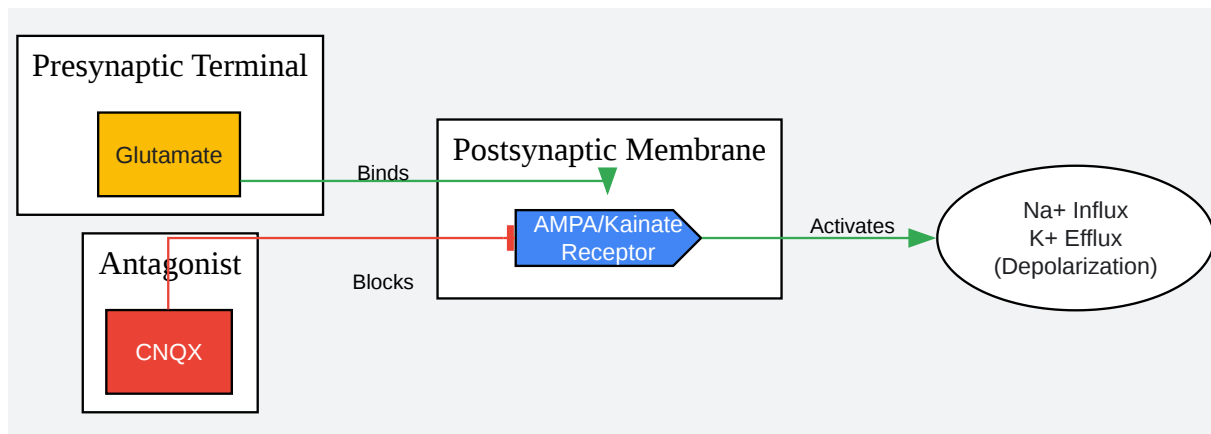 Presynaptic Terminal
Glutamate
Binds
Postsynaptic Membrane
AMPA/Kainate
Receptor
Activates
Na+ Influx
K+ Efflux
(Depolarization)
Antagonist
Blocks
CNQX